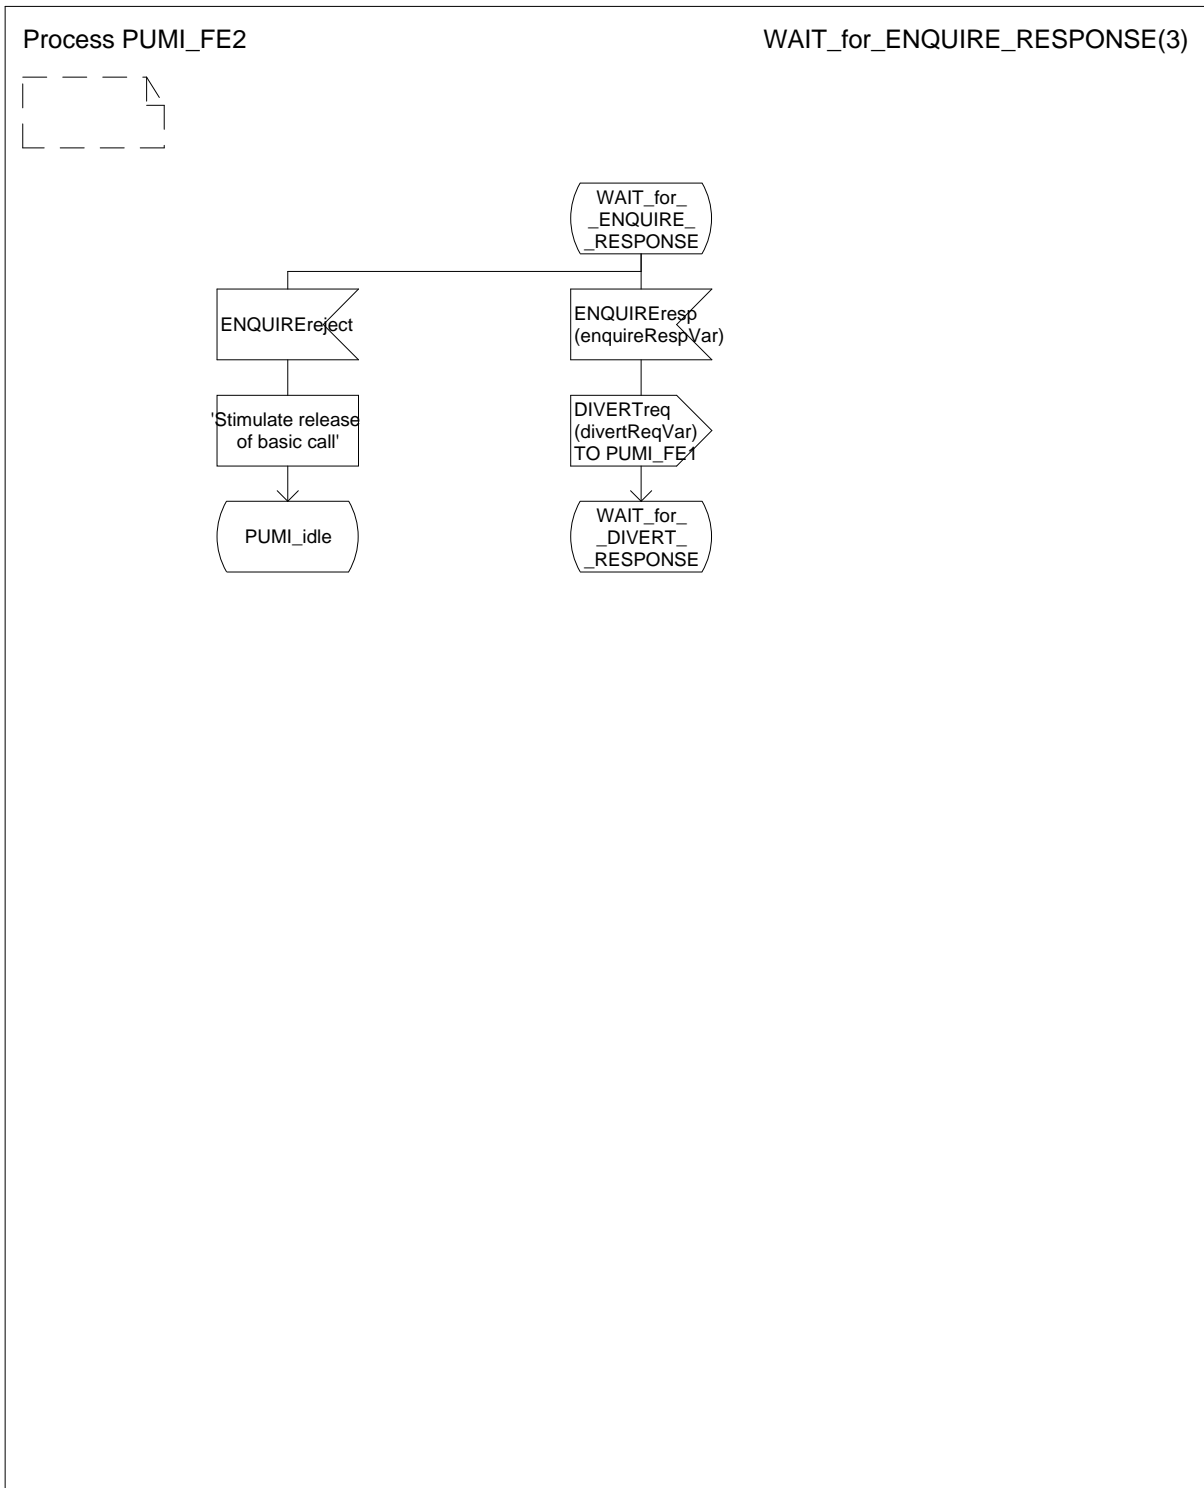 Process PUMI_FE2
WAIT_for_ENQUIRE_RESPONSE(3)
WAIT_for_
_ENQUIRE_
_RESPONSE
ENQUIREreject
ENQUIREresp
(enquireRespVar)
'Stimulate release
of basic call'
DIVERTreq
(divertReqVar)
TO PUMI_FE1
PUMI_idle
WAIT_for_
_DIVERT_
_RESPONSE